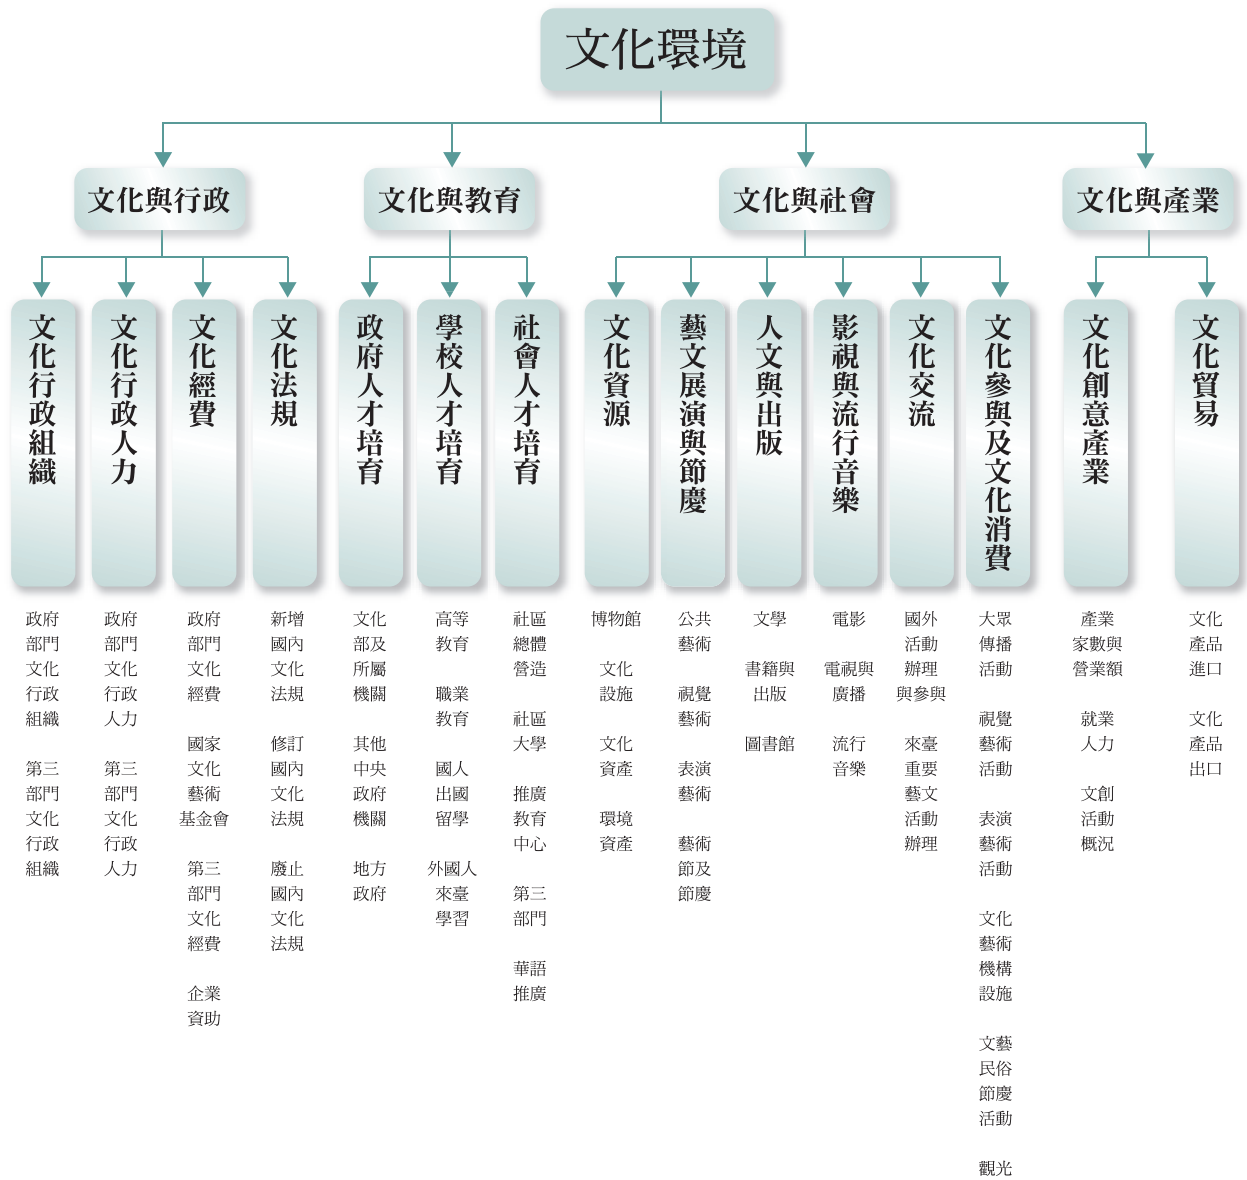 文化環境
文化與行政
文化與教育
文化與社會
文化與產業
文化行政組織
文化行政人力
文化經費
文化法規
政府人才培育
學校人才培育
社會人才培育
文化資源
藝文展演與節慶
人文與出版
影視與流行音樂
文化交流
文化參與及文化消費
文化創意產業
文化貿易
政府
部門
文化
行政
組織
第三
部門
文化
行政
組織
政府
部門
文化
行政
人力
第三
部門
文化
行政
人力
政府
部門
文化
經費
國家
文化
藝術
基金會
第三
部門
文化
經費
企業
資助
新增
國內
文化
法規
修訂
國內
文化
法規
廢止
國內
文化
法規
文化
部及
所屬
機關
其他
中央
政府
機關
地方
政府
高等
教育
職業
教育
國人
出國
留學
外國人
來臺
學習
社區
總體
營造
社區
大學
推廣
教育
中心
第三
部門
華語
推廣
博物館
文化
設施
文化
資產
環境
資產
公共
藝術
視覺
藝術
表演
藝術
藝術
節及
節慶
文學
書籍與
出版
圖書館
電影
電視與
廣播
流行
音樂
國外
活動
辦理
與參與
來臺
重要
藝文
活動
辦理
大眾
傳播
活動
視覺
藝術
活動
表演
藝術
活動
文化
藝術
機構
設施
文藝
民俗
節慶
活動
觀光
產業
家數與
營業額
就業
人力
文創
活動
概況
文化
產品
進口
文化
產品
出口